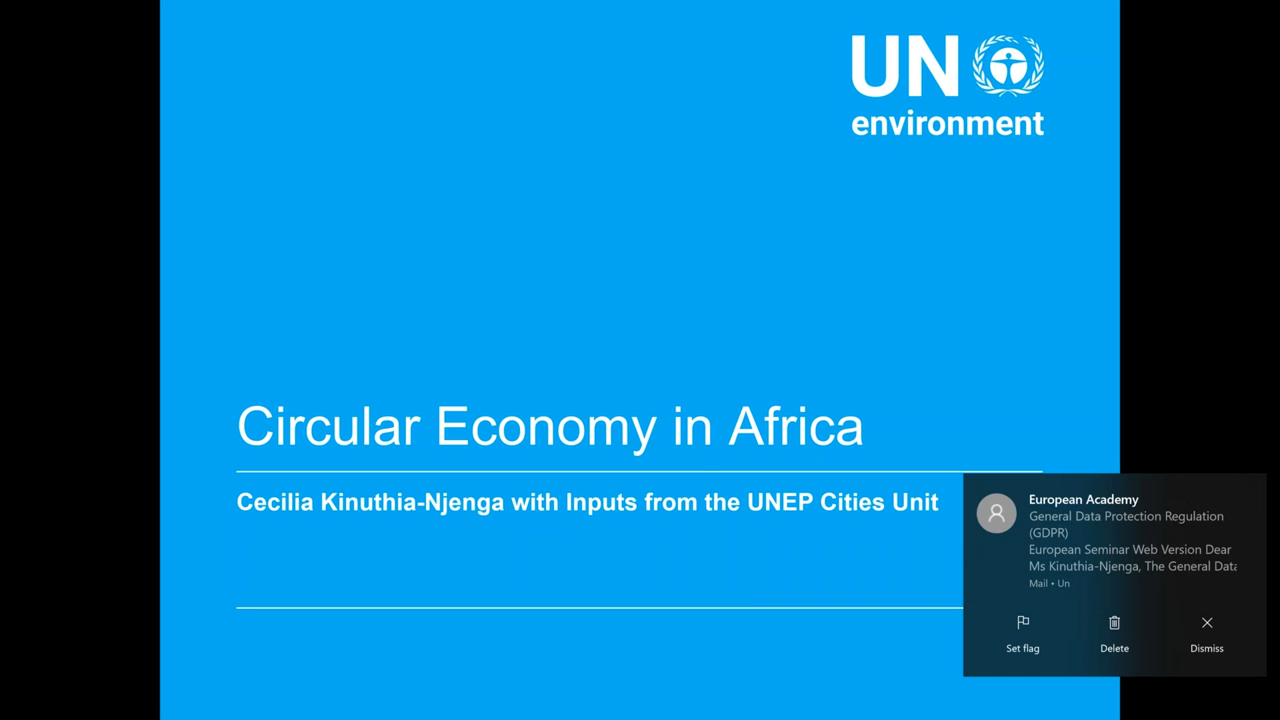 UN
environment
Circular Economy in Africa
Cecilia Kinuthia-Njenga with Inputs from the UNEP Cities Unit
European Academy
General Data Protection Regulation
(GDPR)
European Seminar Web Version Dear
Ms Kinuthia-Njenga, The General Data
Mail • Un
Set flag
Delete
Dismiss